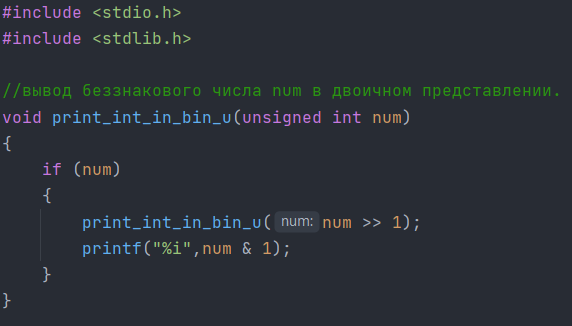 #include <stdio.h>
#include <stdlib.h>
//вывод беззнакового числа num в двоичном представлении.
void print_int_in_bin_u(unsigned int num)
{
if (num)
{
print_int_in_bin_u( num: num >> 1);
printf("%i",num & 1);
}
}